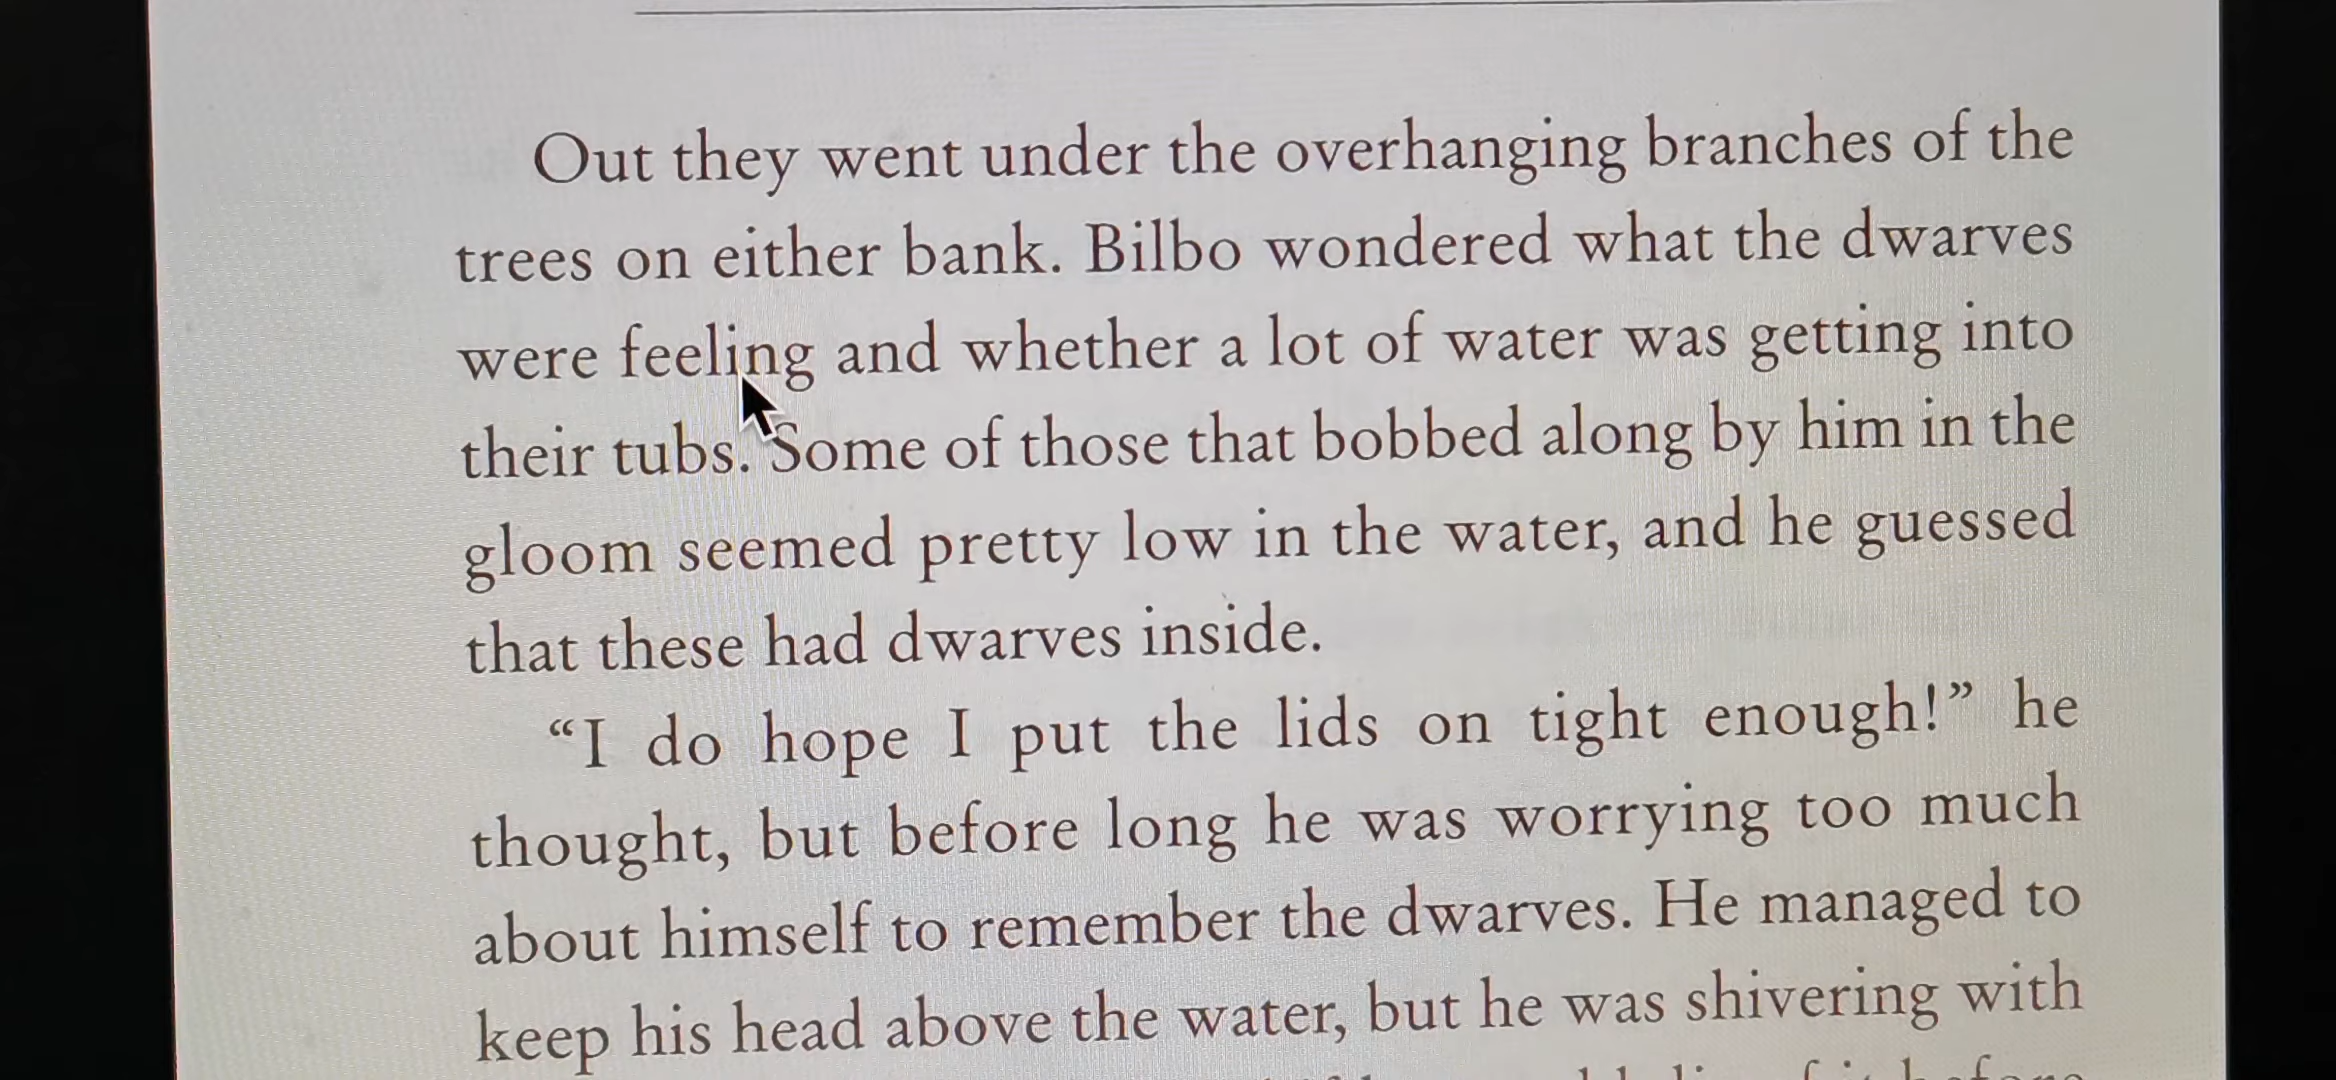 Out they went under the overhanging branches of the
trees on either bank. Bilbo wondered what the dwarves
were feeling and whether a lot of water was getting into
their tubs. Some of those that bobbed along by him in the
gloom seemed pretty low in the water, and he guessed
that these had dwarves inside.
“I do hope I put the lids on tight enough!” he
thought, but before long he was worrying too much
about himself to remember the dwarves. He managed to
keep his head above the water, but he was shivering with